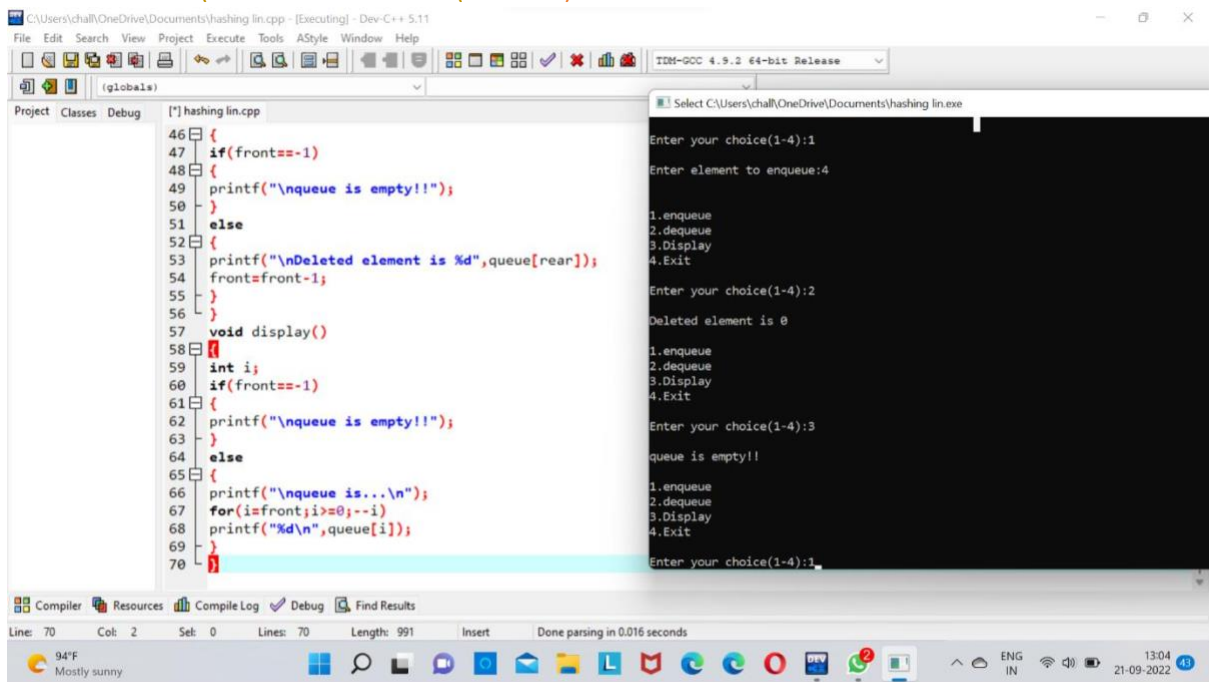 C:\Users\chall\OneDrive\Documents\hashing lin.cpp - [Executing] - Dev-C++ 5.11
File Edit Search View Project Execute Tools AStyle Window Help
TDM-GCC 4.9.2 64-bit Release
(globals)
Project Classes Debug
[*] hashing lin.cpp
46 {
47 if(front==-1)
48 {
49 printf("\nqueue is empty!!");
50 }
51 else
52 {
53 printf("\nDeleted element is %d",queue[rear]);
54 front=front-1;
55 }
56 }
57 void display()
58 {
59 int i;
60 if(front==-1)
61 {
62 printf("\nqueue is empty!!");
63 }
64 else
65 {
66 printf("\nqueue is...\n");
67 for(i=front;i>=0;--i)
68 printf("%d\n",queue[i]);
69 }
70 }
Select C:\Users\chall\OneDrive\Documents\hashing lin.exe
Enter your choice(1-4):1
Enter element to enqueue:4
1.enqueue
2.dequeue
3.Display
4.Exit
Enter your choice(1-4):2
Deleted element is 0
1.enqueue
2.dequeue
3.Display
4.Exit
Enter your choice(1-4):3
queue is empty!!
1.enqueue
2.dequeue
3.Display
4.Exit
Enter your choice(1-4):1
Compiler Resources Compile Log Debug Find Results
Line: 70 Col: 2 Sel: 0 Lines: 70 Length: 991 Insert Done parsing in 0.016 seconds
94°F
Mostly sunny
L
DEV
2
ENG
IN
13:04
21-09-2022
43